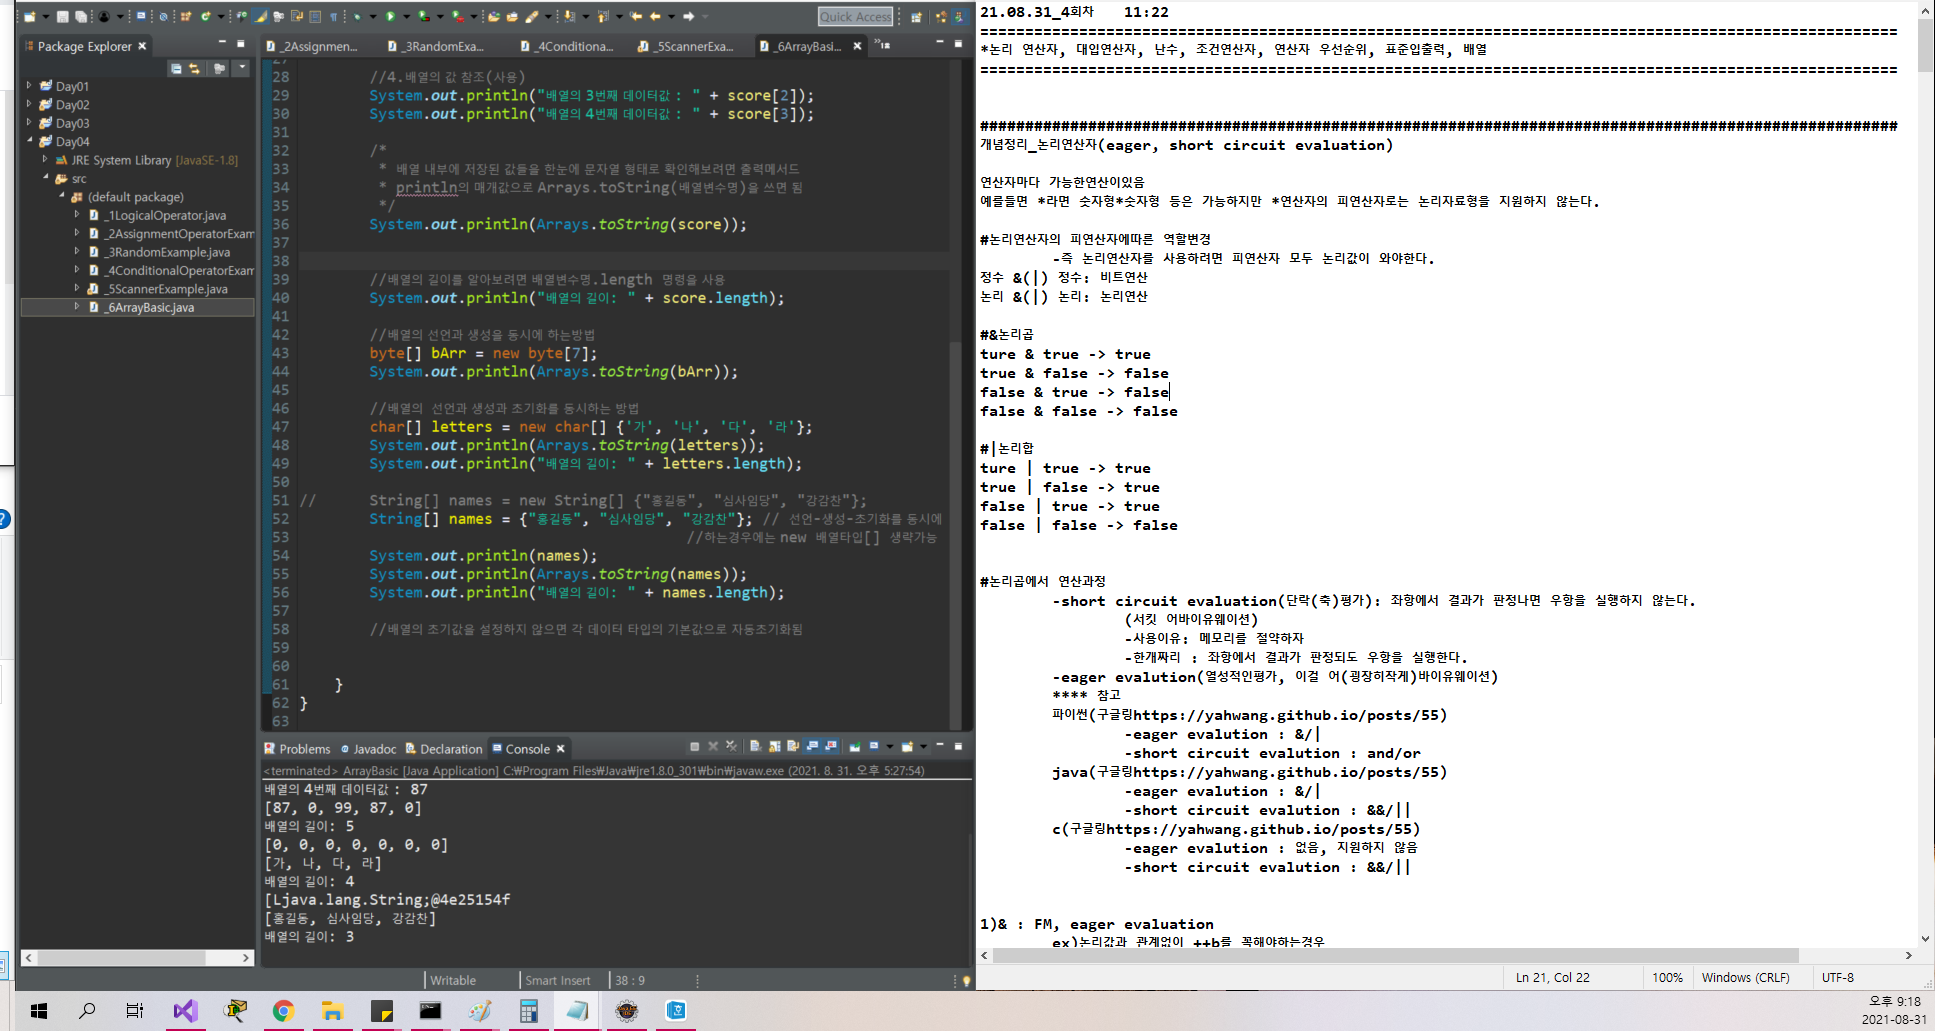 Quick Access
Package Explorer
Day01
Day02
Day03
Day04
JRE System Library [JavaSE-1.8]
src
(default package)
_1LogicalOperator.java
_2AssignmentOperatorExam
_3RandomExample.java
_4ConditionalOperatorExam
_5ScannerExample.java
_6ArrayBasic.java
_2Assignmen...
_3RandomExa...
_4Conditiona...
_5ScannerExa...
_6ArrayBasi...
28 //4.배열의 값 참조(사용)
29 System.out.println("배열의 3번째 데이터값 : " + score[2]);
30 System.out.println("배열의 4번째 데이터값 : " + score[3]);
31
32 /*
33 * 배열 내부에 저장된 값들을 한눈에 문자열 형태로 확인해보려면 출력메서드
34 * println의 매개값으로 Arrays.toString(배열변수명)을 쓰면 됨
35 */
36 System.out.println(Arrays.toString(score));
37
38
39 //배열의 길이를 알아보려면 배열변수명.length 명령을 사용
40 System.out.println("배열의 길이: " + score.length);
41
42 //배열의 선언과 생성을 동시에 하는방법
43 byte[] bArr = new byte[7];
44 System.out.println(Arrays.toString(bArr));
45
46 //배열의 선언과 생성과 초기화를 동시하는 방법
47 char[] letters = new char[] {'가', '나', '다', '라'};
48 System.out.println(Arrays.toString(letters));
49 System.out.println("배열의 길이: " + letters.length);
50
51 // String[] names = new String[] {"홍길동", "심사임당", "강감찬"};
52 String[] names = {"홍길동", "심사임당", "강감찬"}; // 선언-생성-초기화를 동시에
53 //하는경우에는 new 배열타입[] 생략가능
54 System.out.println(names);
55 System.out.println(Arrays.toString(names));
56 System.out.println("배열의 길이: " + names.length);
57
58 //배열의 초기값을 설정하지 않으면 각 데이터 타입의 기본값으로 자동초기화됨
59
60
61 }
62 }
63
Problems Javadoc Declaration Console
<terminated> ArrayBasic [Java Application] C:₩Program Files₩Java₩jre1.8.0_301₩bin₩javaw.exe (2021. 8. 31. 오후 5:27:54)
배열의 4번째 데이터값 : 87
[87, 0, 99, 87, 0]
배열의 길이: 5
[0, 0, 0, 0, 0, 0, 0]
[가, 나, 다, 라]
배열의 길이: 4
[Ljava.lang.String;@4e25154f
[홍길동, 심사임당, 강감찬]
배열의 길이: 3
Writable Smart Insert 38 : 9
21.08.31_4회차 11:22
======================================================================================================
*논리 연산자, 대입연산자, 난수, 조건연산자, 연산자 우선순위, 표준입출력, 배열
======================================================================================================
######################################################################################################
개념정리_논리연산자(eager, short circuit evaluation)
연산자마다 가능한연산이있음
예를들면 *라면 숫자형*숫자형 등은 가능하지만 *연산자의 피연산자로는 논리자료형을 지원하지 않는다.
#논리연산자의 피연산자에따른 역할변경
-즉 논리연산자를 사용하려면 피연산자 모두 논리값이 와야한다.
정수 &(|) 정수: 비트연산
논리 &(|) 논리: 논리연산
#&논리곱
ture & true -> true
true & false -> false
false & true -> false
false & false -> false
#|논리합
ture | true -> true
true | false -> true
false | true -> true
false | false -> false
#논리곱에서 연산과정
-short circuit evaluation(단락(축)평가): 좌항에서 결과가 판정나면 우항을 실행하지 않는다.
(서킷 어바이유웨이션)
-사용이유: 메모리를 절약하자
-한개짜리 : 좌항에서 결과가 판정되도 우항을 실행한다.
-eager evalution(열성적인평가, 이걸 어(굉장히작게)바이유웨이션)
**** 참고
파이썬(구글링https://yahwang.github.io/posts/55)
-eager evalution : &/|
-short circuit evalution : and/or
java(구글링https://yahwang.github.io/posts/55)
-eager evalution : &/|
-short circuit evalution : &&/||
c(구글링https://yahwang.github.io/posts/55)
-eager evalution : 없음, 지원하지 않음
-short circuit evalution : &&/||
1)& : FM, eager evaluation
ex)논리값과 관계없이 ++b를 꼭해야하는경우
Ln 21, Col 22 100% Windows (CRLF) UTF-8
오후 9:18
2021-08-31